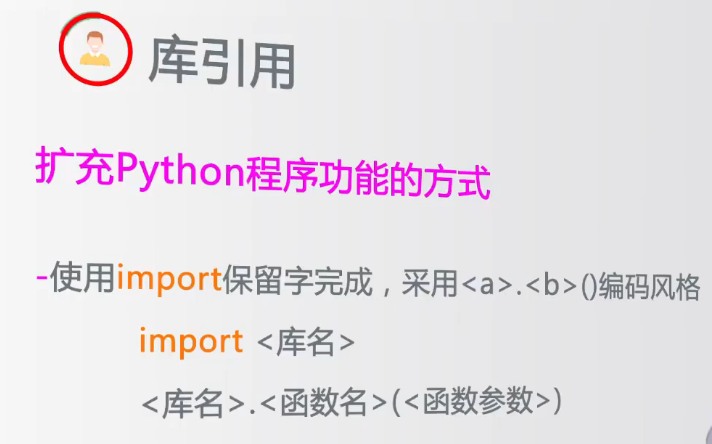 库引用
扩充Python程序功能的方式
-使用import保留字完成，采用<a>.<b>()编码风格
import <库名>
<库名>.<函数名>(<函数参数>)